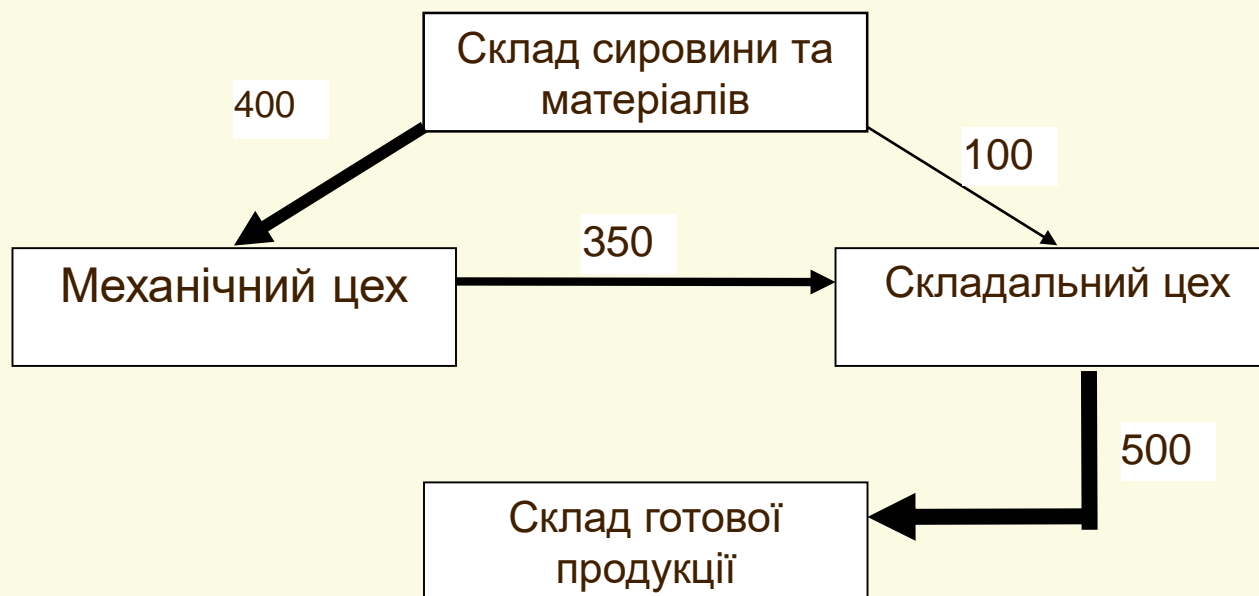 Склад сировини та
матеріалів
400
100
350
Механічний цех
Складальний цех
500
Склад готової
продукції